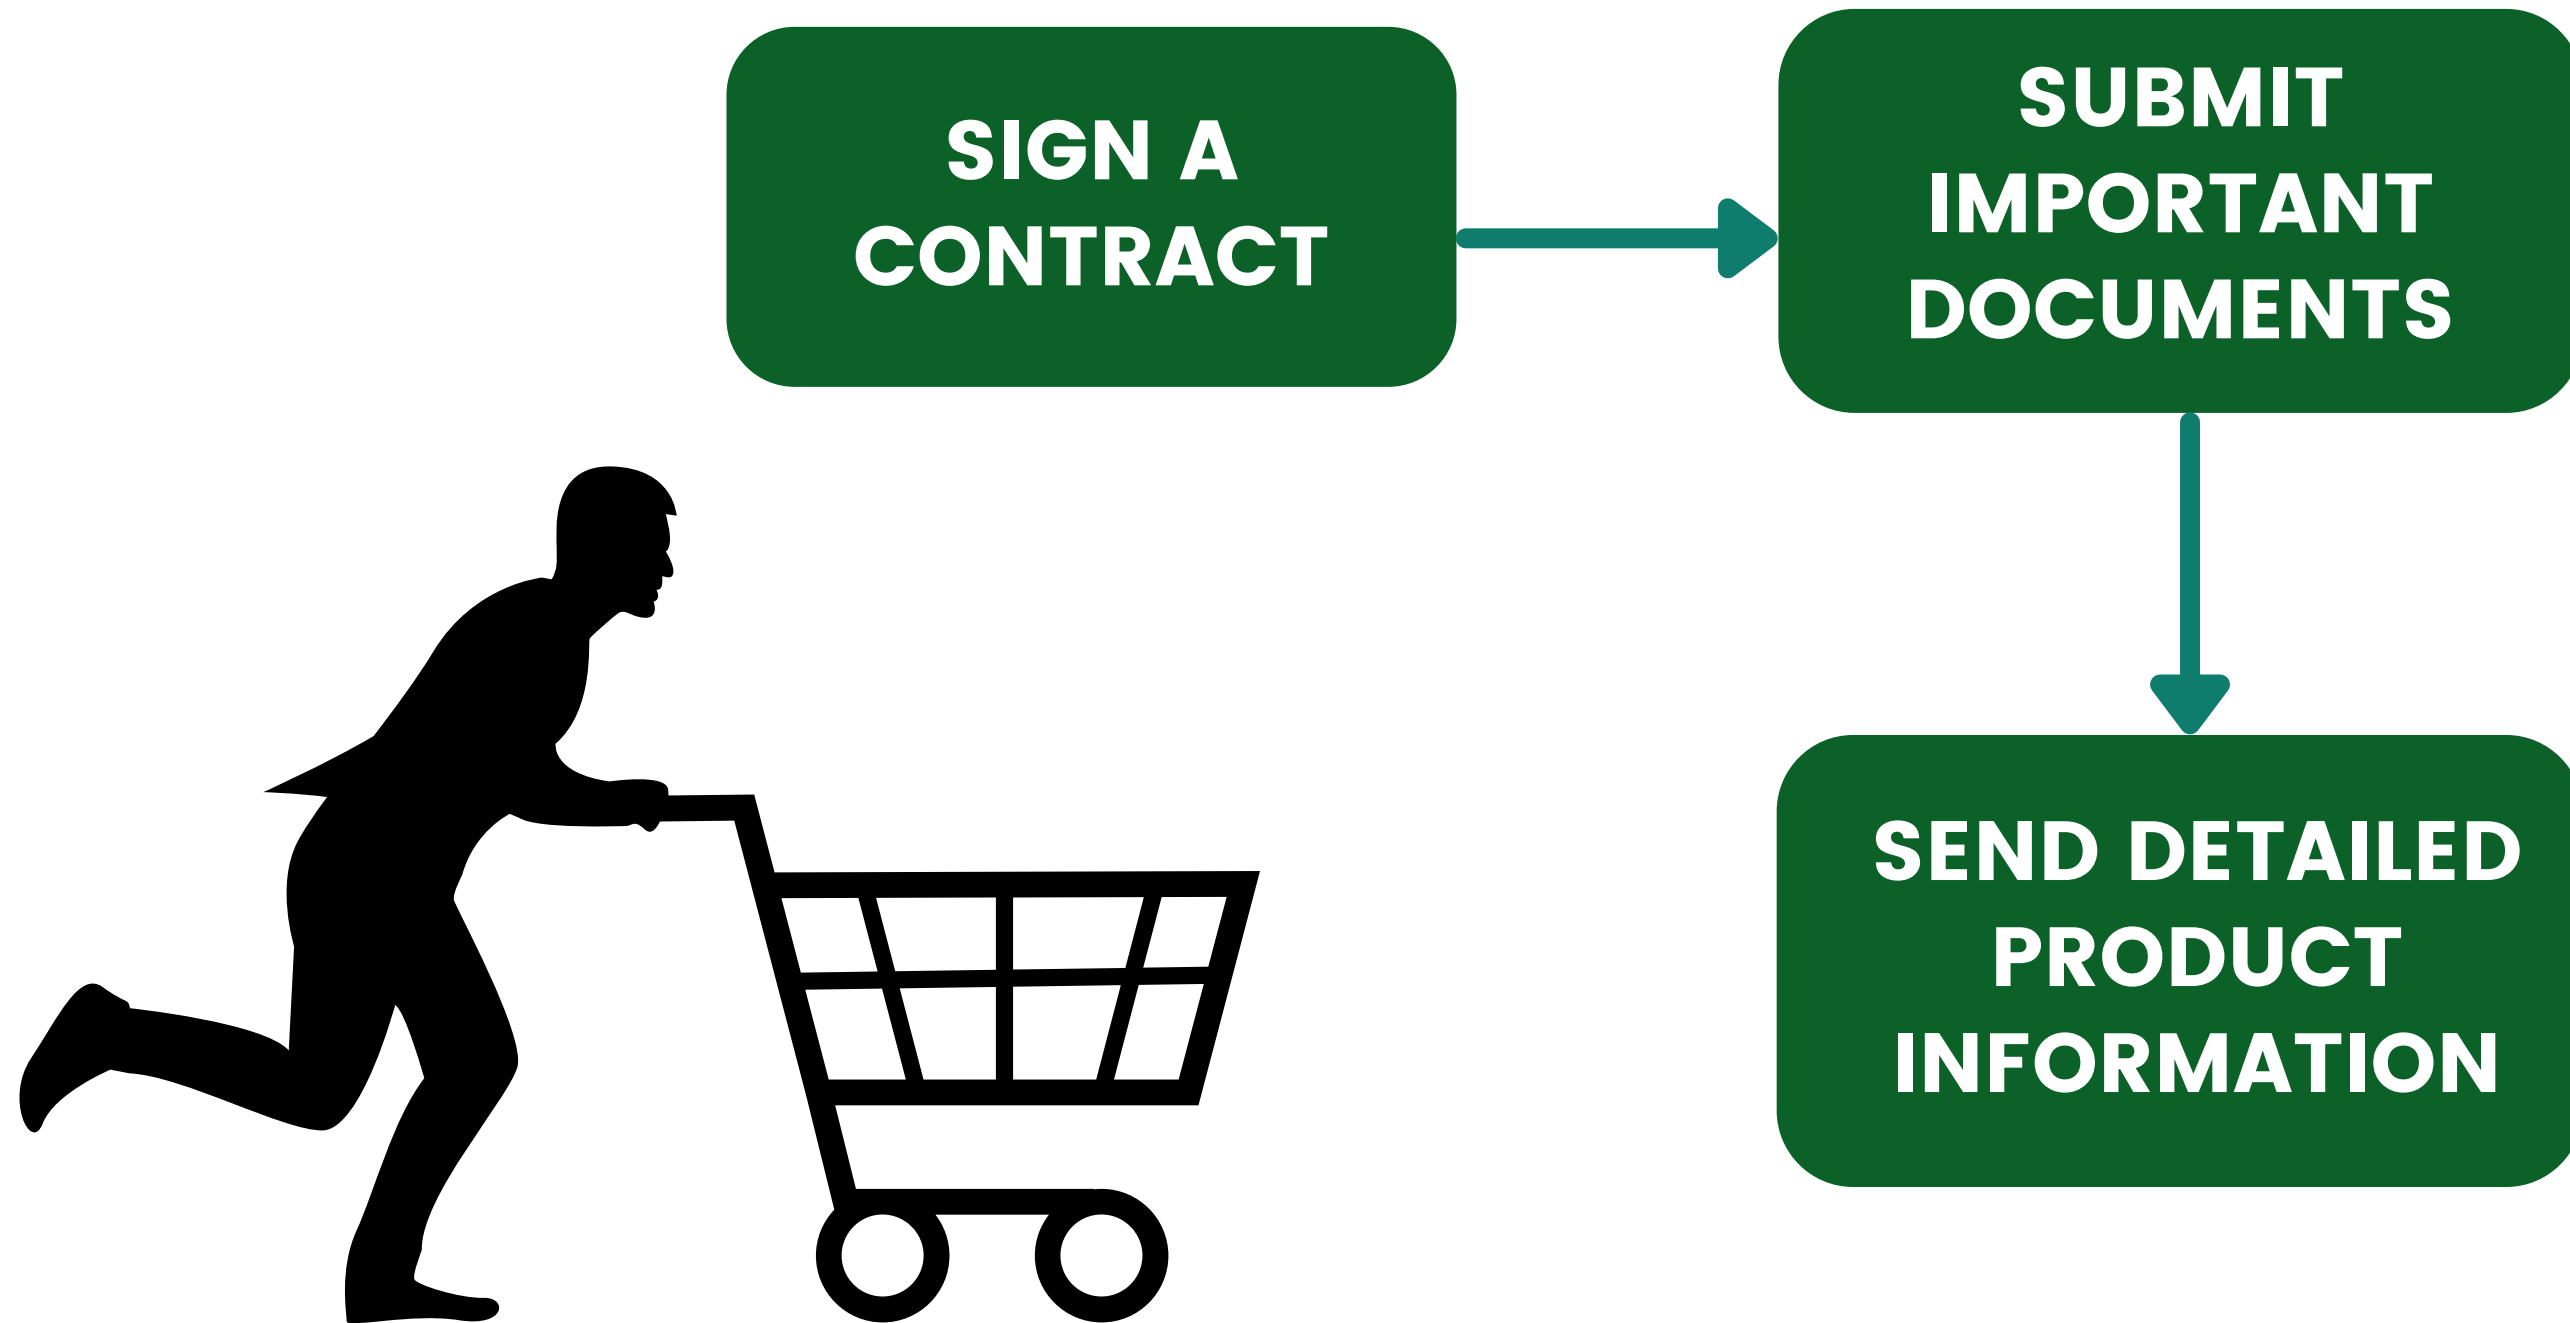 SIGN A
CONTRACT
SUBMIT
IMPORTANT
DOCUMENTS
SEND DETAILED
PRODUCT
INFORMATION